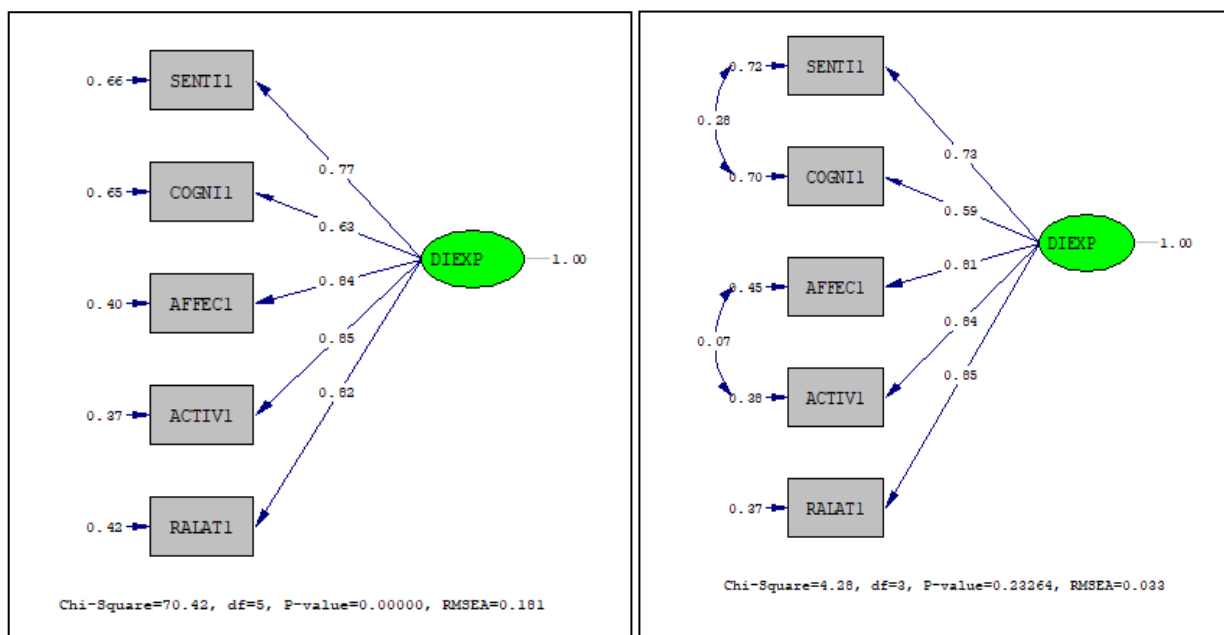 0.66
SENTI1
0.77
0.65
COGNI1
0.63
DIEXP
1.00
0.40
AFFEC1
0.84
0.85
0.37
ACTIV1
0.82
0.42
RALAT1
Chi-Square=70.42, df=5, P-value=0.00000, RMSEA=0.181
0.72
SENTI1
0.28
0.73
0.70
COGNI1
0.59
DIEXP
1.00
0.81
0.45
AFFEC1
0.84
0.07
0.85
0.38
ACTIV1
0.37
RALAT1
Chi-Square=4.28, df=3, P-value=0.23264, RMSEA=0.033